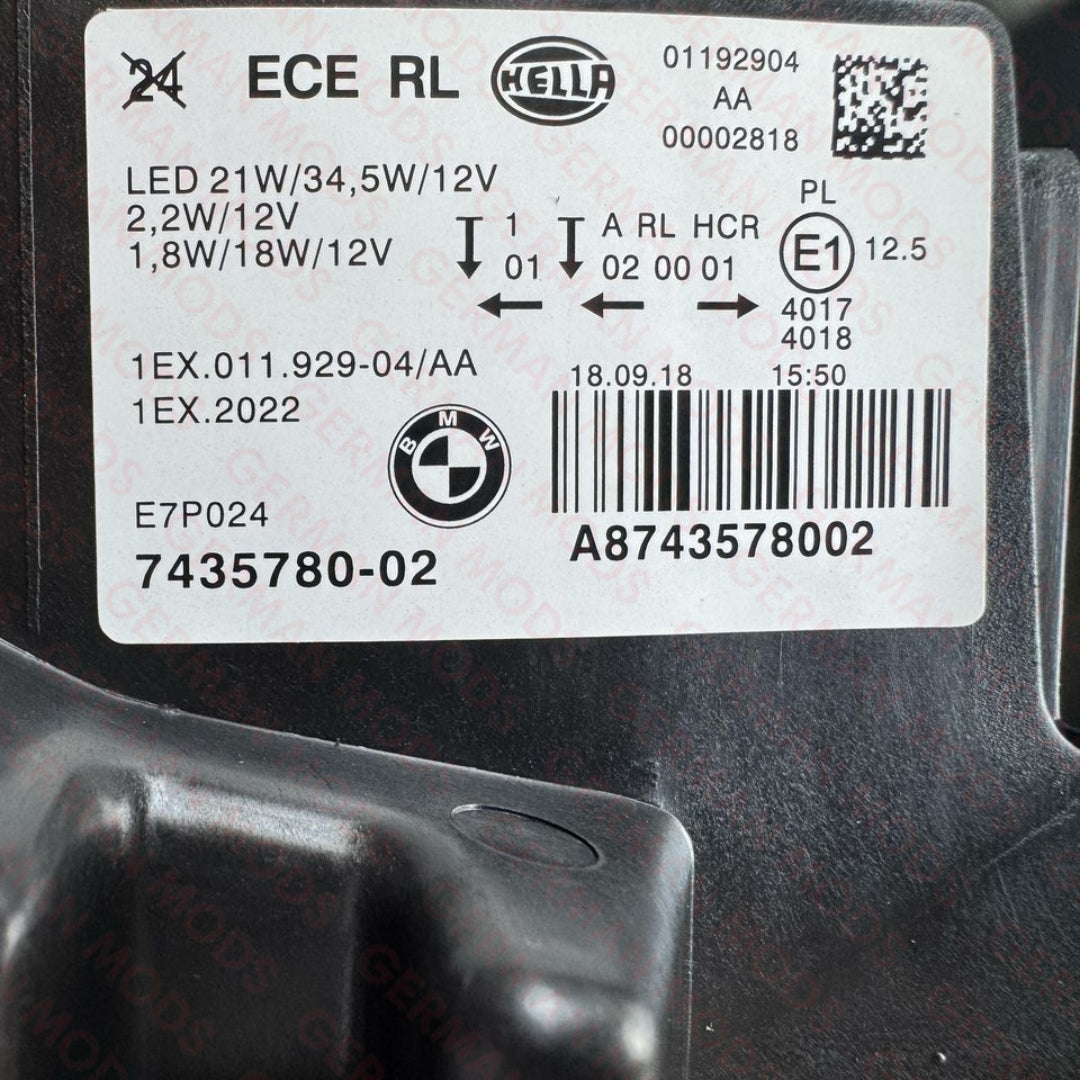 24 ECE RL HELLA
01192904
AA
00002818
LED 21W/34,5W/12V
2,2W/12V
1,8W/18W/12V
1 A RL HCR
01 02 00 01
PL
E1 12.5
4017
4018
1EX.011.929-04/AA
1EX.2022
18.09.18 15:50
BMW
E7P024
7435780-02
A8743578002
GERMAN MODS